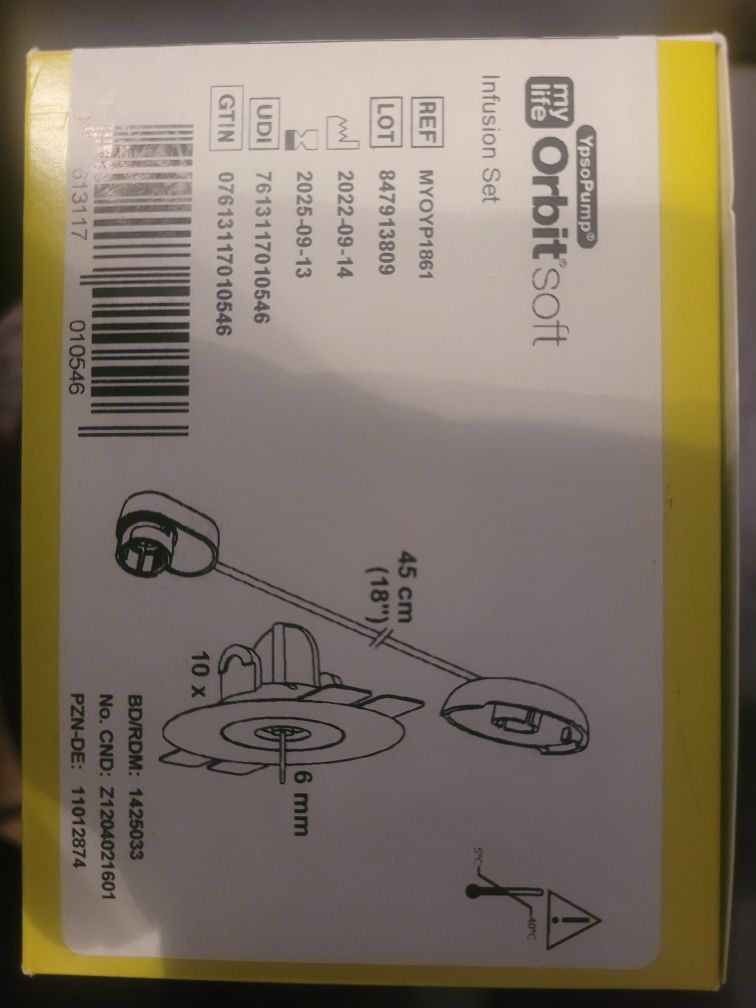 YpsoPump®
my life Orbit®soft
Infusion Set
REF MYOYP1861
LOT 847913809
2022-09-14
2025-09-13
UDI 7613117010546
GTIN 07613117010546
613117 010546
45 cm
(18")
10 x
6 mm
BD/RDM: 1425033
No. CND: Z1204021601
PZN-DE: 11012874
5°C
40°C